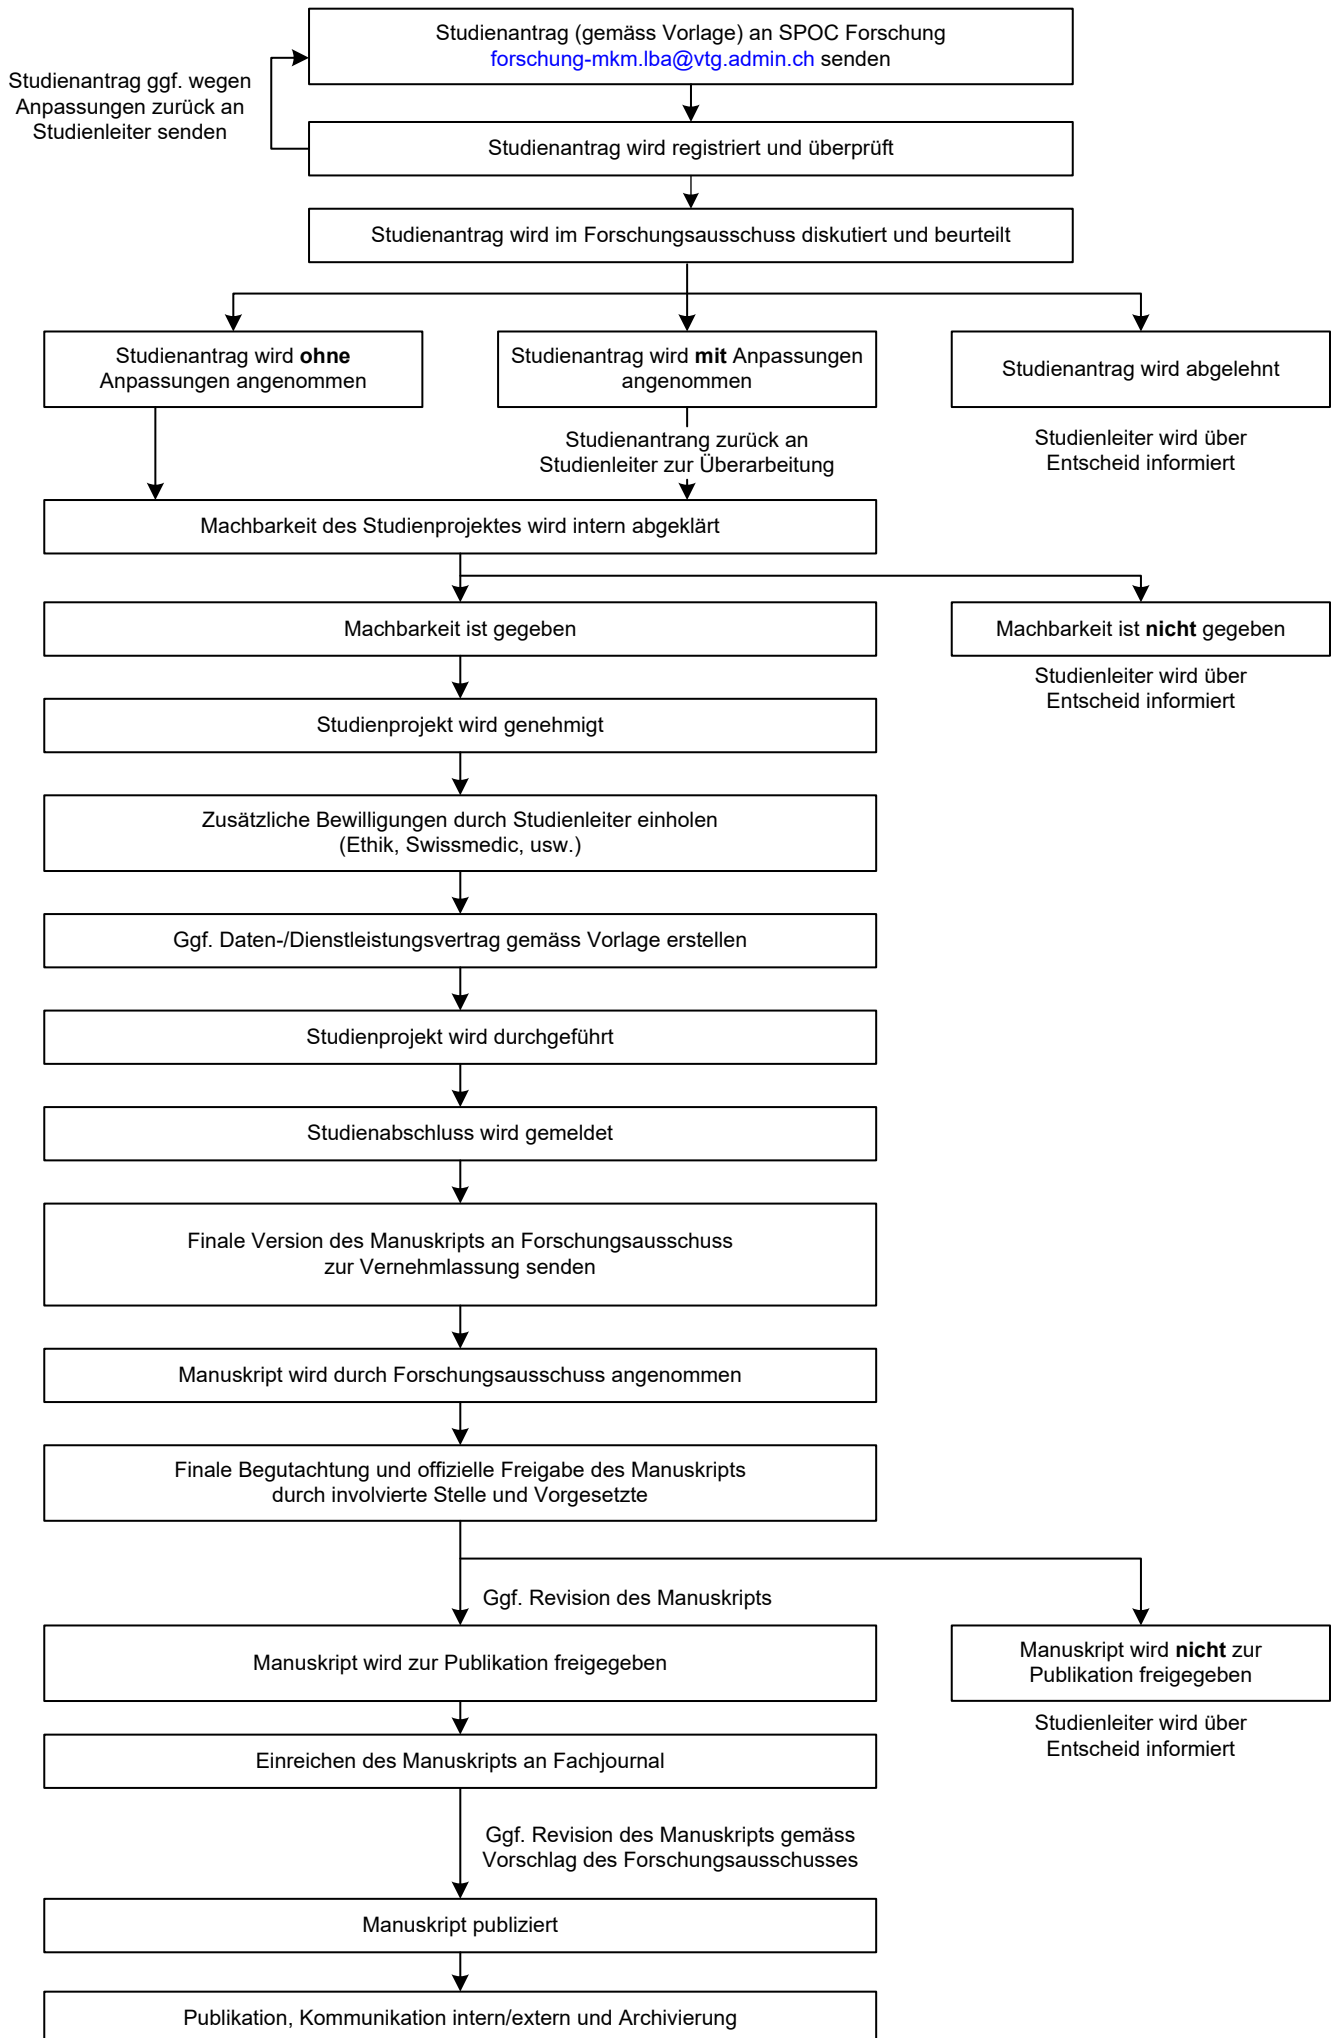 Studienantrag (gemäss Vorlage) an SPOC Forschung
forschung-mkm.lba@vtg.admin.ch senden
Studienantrag ggf. wegen
Anpassungen zurück an
Studienleiter senden
Studienantrag wird registriert und überprüft
Studienantrag wird im Forschungsausschuss diskutiert und beurteilt
Studienantrag wird ohne
Anpassungen angenommen
Studienantrag wird mit Anpassungen
angenommen
Studienantrag wird abgelehnt
Studienantrang zurück an
Studienleiter zur Überarbeitung
Studienleiter wird über
Entscheid informiert
Machbarkeit des Studienprojektes wird intern abgeklärt
Machbarkeit ist gegeben
Machbarkeit ist nicht gegeben
Studienleiter wird über
Entscheid informiert
Studienprojekt wird genehmigt
Zusätzliche Bewilligungen durch Studienleiter einholen
(Ethik, Swissmedic, usw.)
Ggf. Daten-/Dienstleistungsvertrag gemäss Vorlage erstellen
Studienprojekt wird durchgeführt
Studienabschluss wird gemeldet
Finale Version des Manuskripts an Forschungsausschuss
zur Vernehmlassung senden
Manuskript wird durch Forschungsausschuss angenommen
Finale Begutachtung und offizielle Freigabe des Manuskripts
durch involvierte Stelle und Vorgesetzte
Ggf. Revision des Manuskripts
Manuskript wird zur Publikation freigegeben
Manuskript wird nicht zur
Publikation freigegeben
Studienleiter wird über
Entscheid informiert
Einreichen des Manuskripts an Fachjournal
Ggf. Revision des Manuskripts gemäss
Vorschlag des Forschungsausschusses
Manuskript publiziert
Publikation, Kommunikation intern/extern und Archivierung